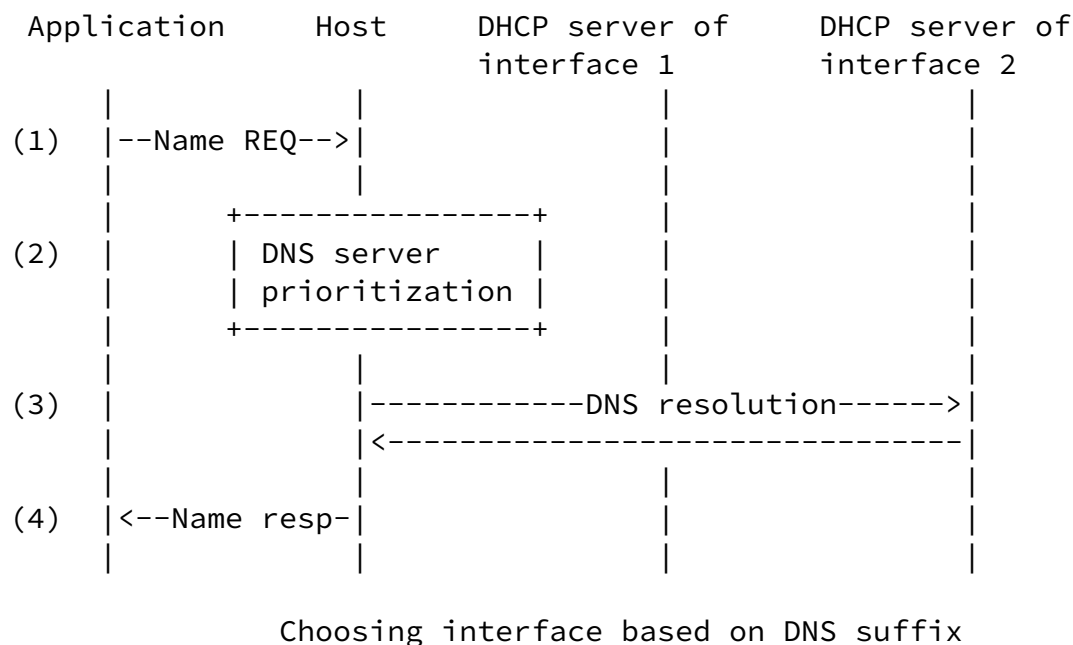 Application Host DHCP server of DHCP server of
interface 1 interface 2
(1) --Name REQ-->
(2) DNS server
prioritization
(3) ------------DNS resolution------>
<------------------------------
(4) <--Name resp-
Choosing interface based on DNS suffix